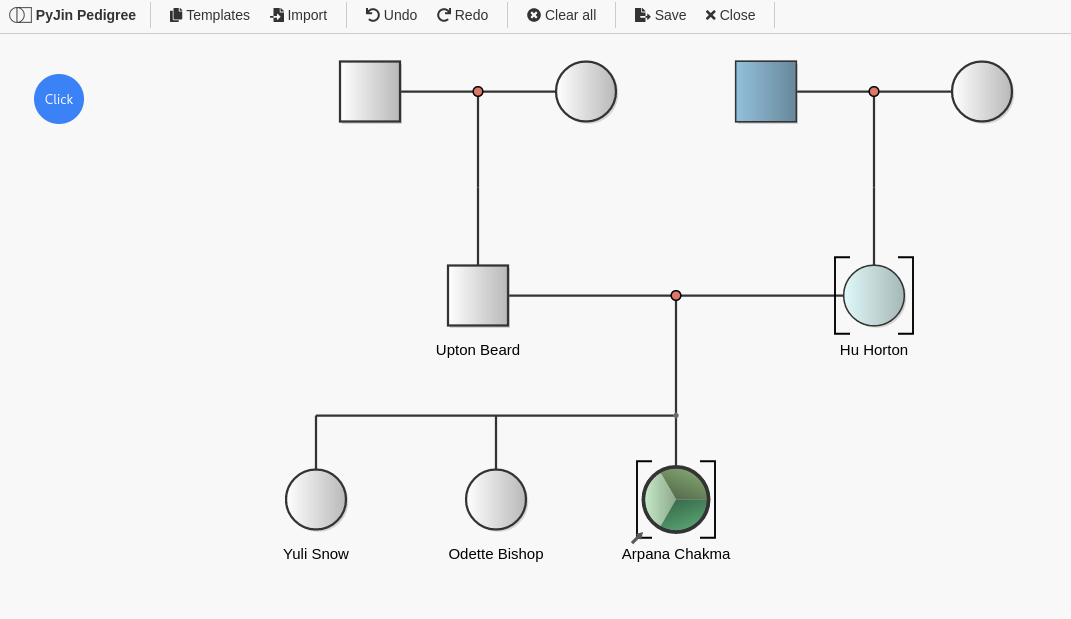 PyJin Pedigree Templates Import Undo Redo Clear all Save Close
Click
Upton Beard Hu Horton
Yuli Snow Odette Bishop Arpana Chakma